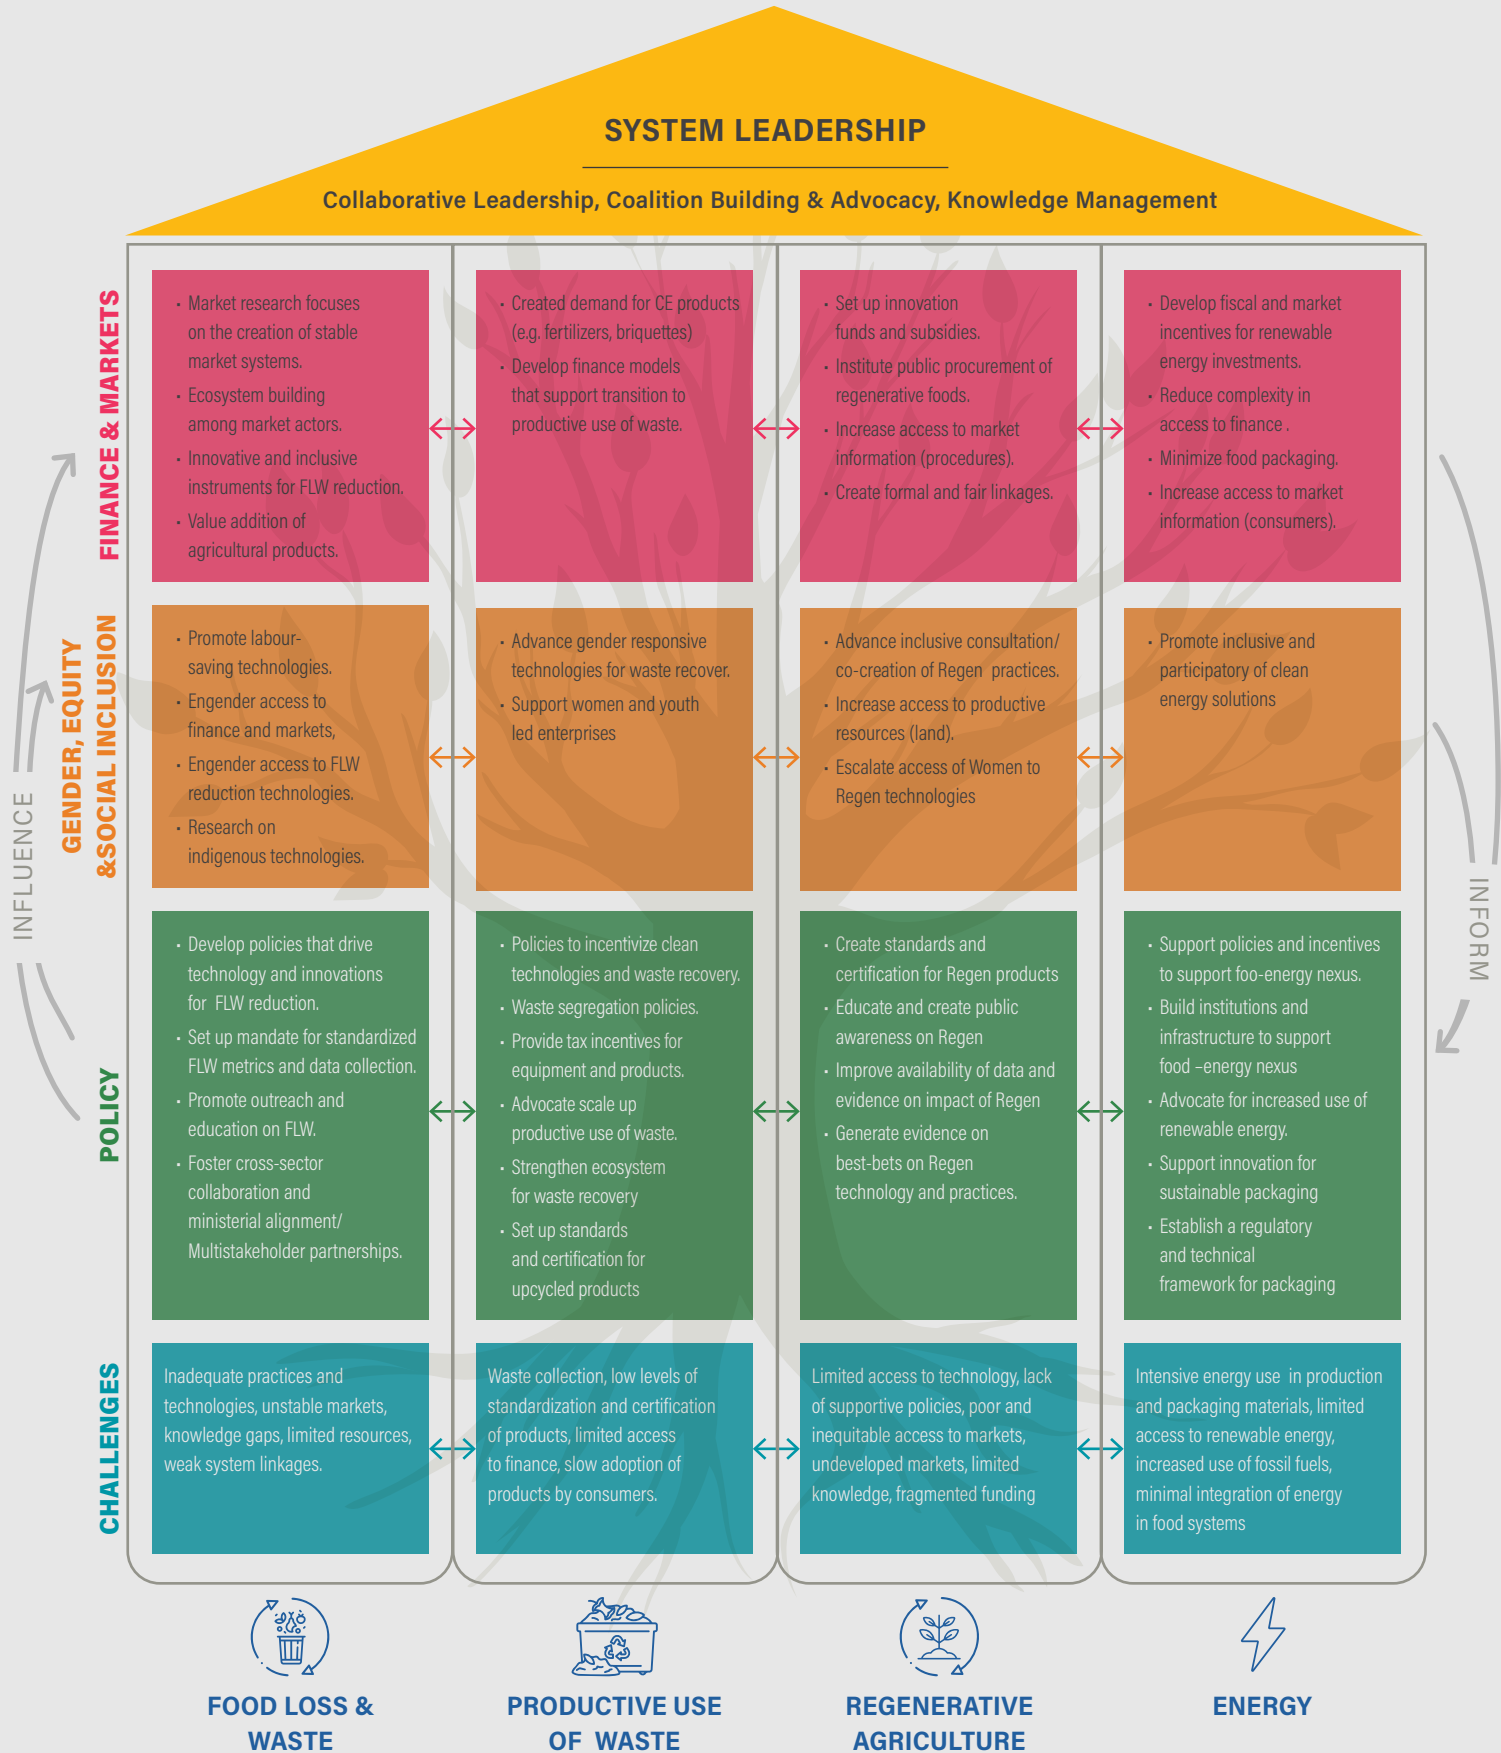 SYSTEM LEADERSHIP
Collaborative Leadership, Coalition Building & Advocacy, Knowledge Management
FINANCE & MARKETS
• Market research focuses
on the creation of stable
market systems.
• Ecosystem building
among market actors.
• Innovative and inclusive
instruments for FLW reduction.
• Value addition of
agricultural products.
• Created demand for CE products
(e.g. fertilizers, briquettes)
• Develop finance models
that support transition to
productive use of waste.
• Set up innovation
funds and subsidies.
• Institute public procurement of
regenerative foods.
• Increase access to market
information (procedures).
• Create formal and fair linkages.
• Develop fiscal and market
incentives for renewable
energy investments.
• Reduce complexity in
access to finance .
• Minimize food packaging.
• Increase access to market
information (consumers).
GENDER, EQUITY
&SOCIAL INCLUSION
• Promote labour-
saving technologies.
• Engender access to
finance and markets,
• Engender access to FLW
reduction technologies.
• Research on
indigenous technologies.
• Advance gender responsive
technologies for waste recover.
• Support women and youth
led enterprises
• Advance inclusive consultation/
co-creation of Regen  practices.
• Increase access to productive
resources (land).
• Escalate access of Women to
Regen technologies
• Promote inclusive and
participatory of clean
energy solutions
INFLUENCE
INFORM
POLICY
• Develop policies that drive
technology and innovations
for  FLW reduction.
• Set up mandate for standardized
FLW metrics and data collection.
• Promote outreach and
education on FLW.
• Foster cross-sector
collaboration and
ministerial alignment/
Multistakeholder partnerships.
• Policies to incentivize clean
technologies and waste recovery.
• Waste segregation policies.
• Provide tax incentives for
equipment and products.
• Advocate scale up
productive use of waste.
• Strengthen ecosystem
for waste recovery
• Set up standards
and certification for
upcycled products
• Create standards and
certification for Regen products
• Educate and create public
awareness on Regen
• Improve availability of data and
evidence on impact of Regen
• Generate evidence on
best-bets on Regen
technology and practices.
• Support policies and incentives
to support foo-energy nexus.
• Build institutions and
infrastructure to support
food –energy nexus
• Advocate for increased use of
renewable energy.
• Support innovation for
sustainable packaging
• Establish a regulatory
and technical
framework for packaging
CHALLENGES
Inadequate practices and
technologies, unstable markets,
knowledge gaps, limited resources,
weak system linkages.
Waste collection, low levels of
standardization and certification
of products, limited access
to finance, slow adoption of
products by consumers.
Limited access to technology, lack
of supportive policies, poor and
inequitable access to markets,
undeveloped markets, limited
knowledge, fragmented funding
Intensive energy use  in production
and packaging materials, limited
access to renewable energy,
increased use of fossil fuels,
minimal integration of energy
in food systems
FOOD LOSS &
WASTE
PRODUCTIVE USE
OF  WASTE
REGENERATIVE
AGRICULTURE
ENERGY